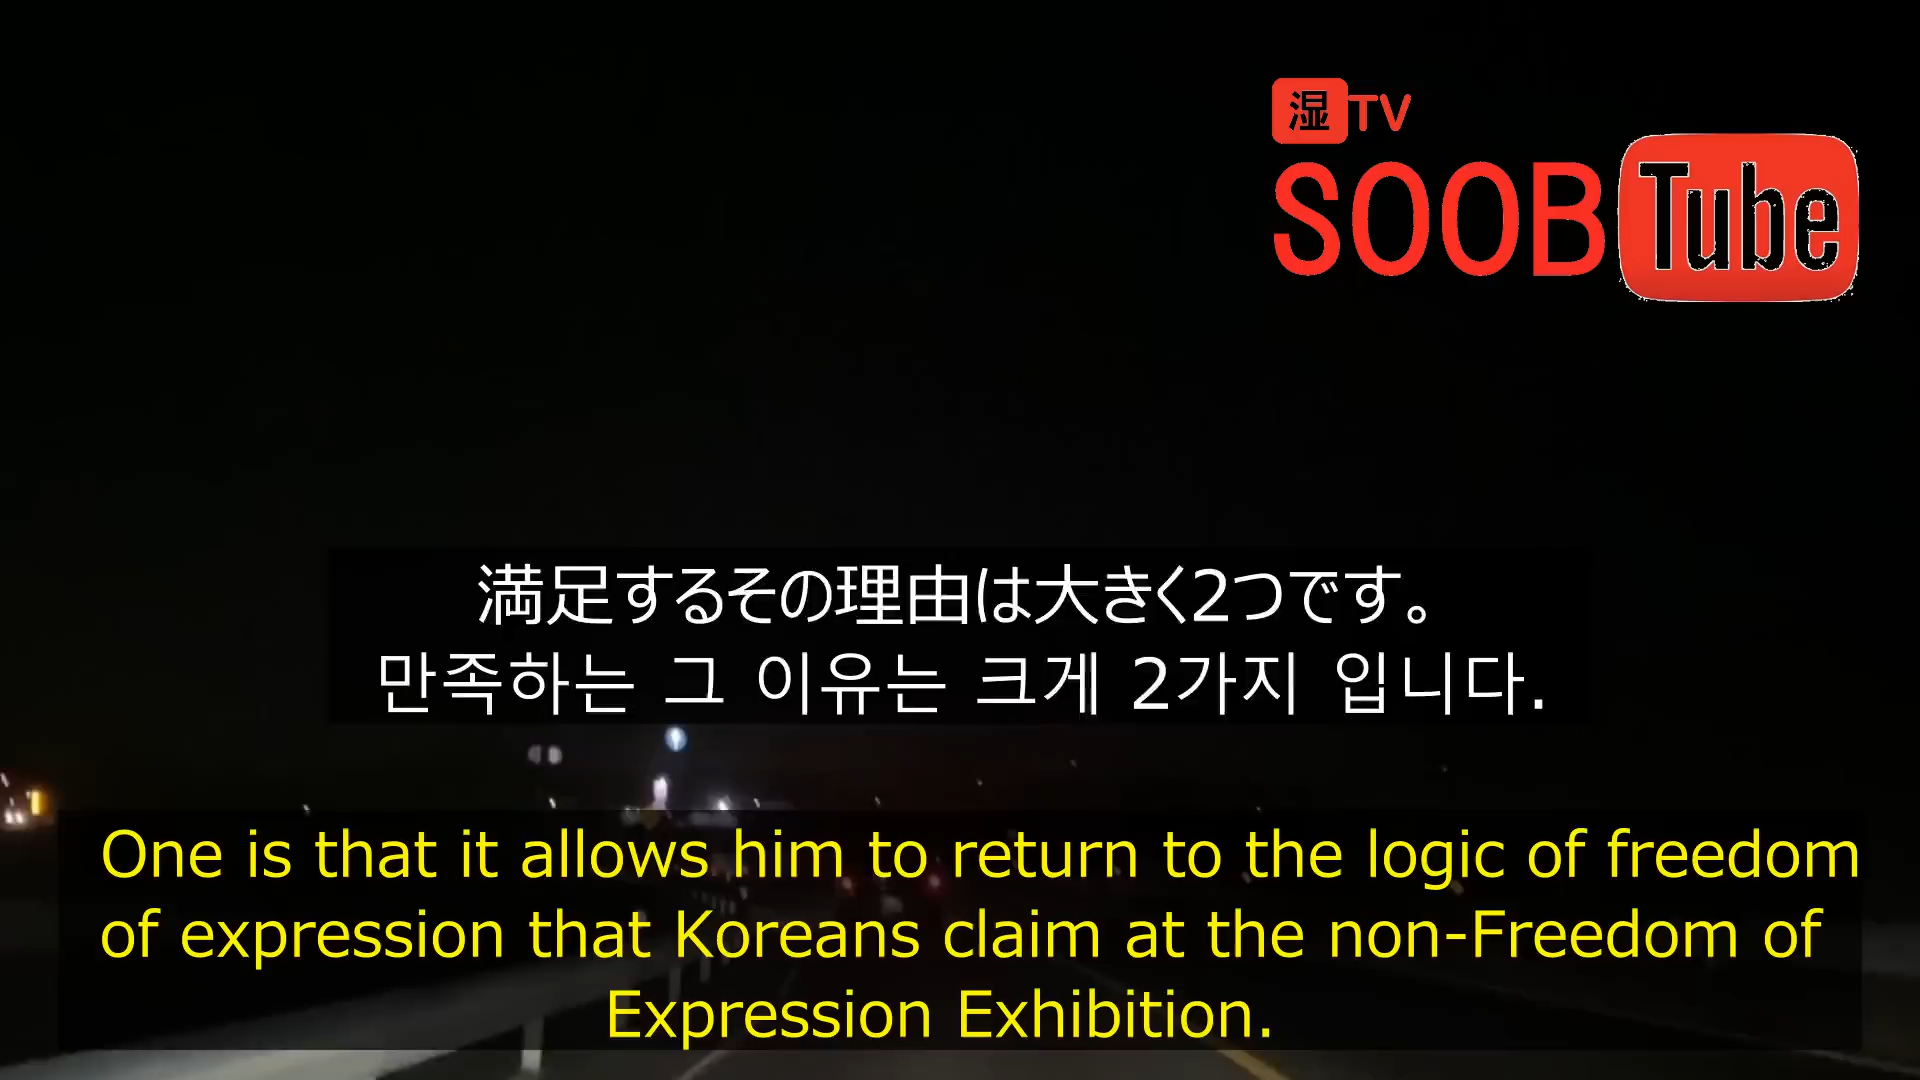 湿TV
SOOBTube
満足するその理由は大きく2つです。
만족하는 그 이유는 크게 2가지 입니다.
One is that it allows him to return to the logic of freedom
of expression that Koreans claim at the non-Freedom of
Expression Exhibition.